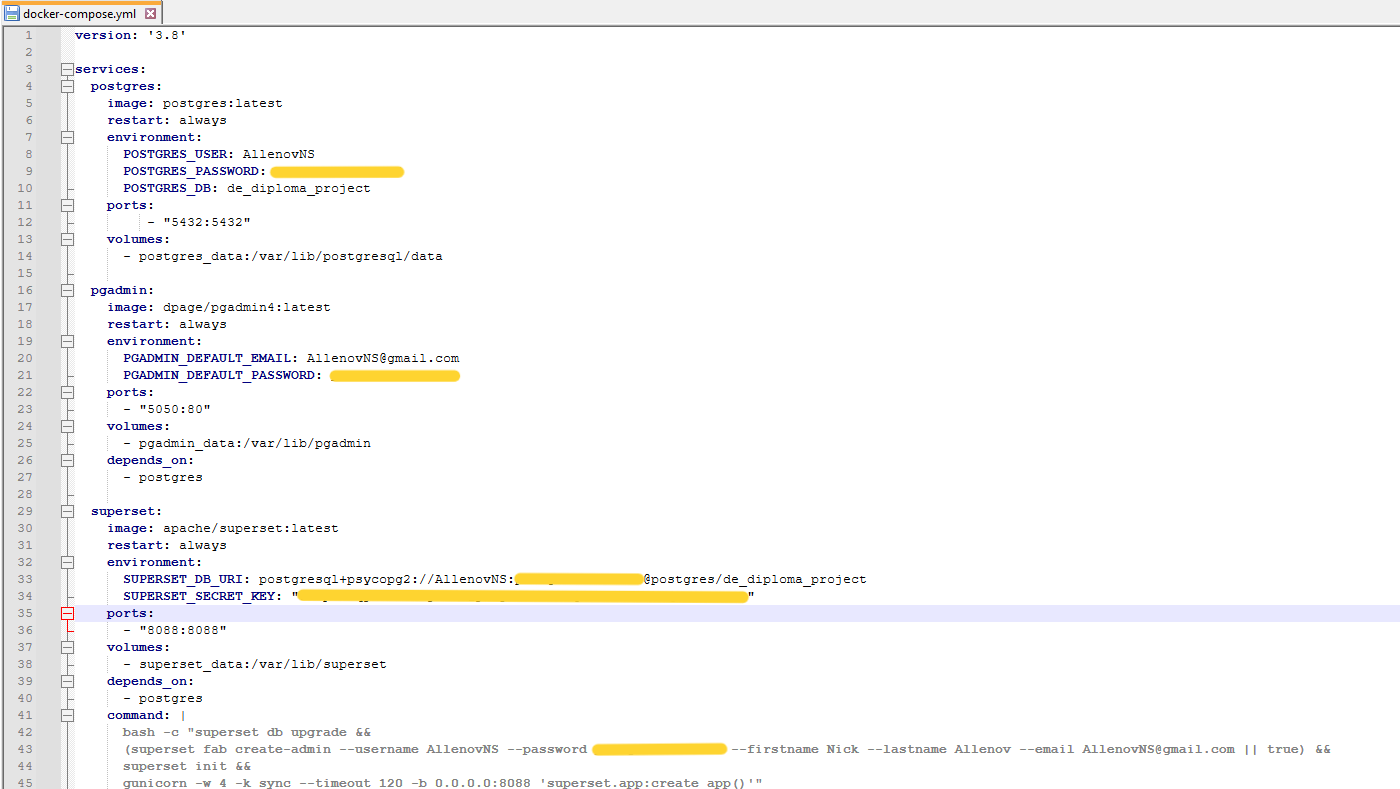 docker-compose.yml
1 version: '3.8'
2
3 services:
4 postgres:
5 image: postgres:latest
6 restart: always
7 environment:
8 POSTGRES_USER: AllenovNS
9 POSTGRES_PASSWORD:
10 POSTGRES_DB: de_diploma_project
11 ports:
12 - "5432:5432"
13 volumes:
14 - postgres_data:/var/lib/postgresql/data
15
16 pgadmin:
17 image: dpage/pgadmin4:latest
18 restart: always
19 environment:
20 PGADMIN_DEFAULT_EMAIL: AllenovNS@gmail.com
21 PGADMIN_DEFAULT_PASSWORD:
22 ports:
23 - "5050:80"
24 volumes:
25 - pgadmin_data:/var/lib/pgadmin
26 depends_on:
27 - postgres
28
29 superset:
30 image: apache/superset:latest
31 restart: always
32 environment:
33 SUPERSET_DB_URI: postgresql+psycopg2://AllenovNS: @postgres/de_diploma_project
34 SUPERSET_SECRET_KEY: " "
35 ports:
36 - "8088:8088"
37 volumes:
38 - superset_data:/var/lib/superset
39 depends_on:
40 - postgres
41 command: |
42 bash -c "superset db upgrade &&
43 (superset fab create-admin --username AllenovNS --password --firstname Nick --lastname Allenov --email AllenovNS@gmail.com || true) &&
44 superset init &&
45 gunicorn -w 4 -k sync --timeout 120 -b 0.0.0.0:8088 'superset.app:create_app()'"